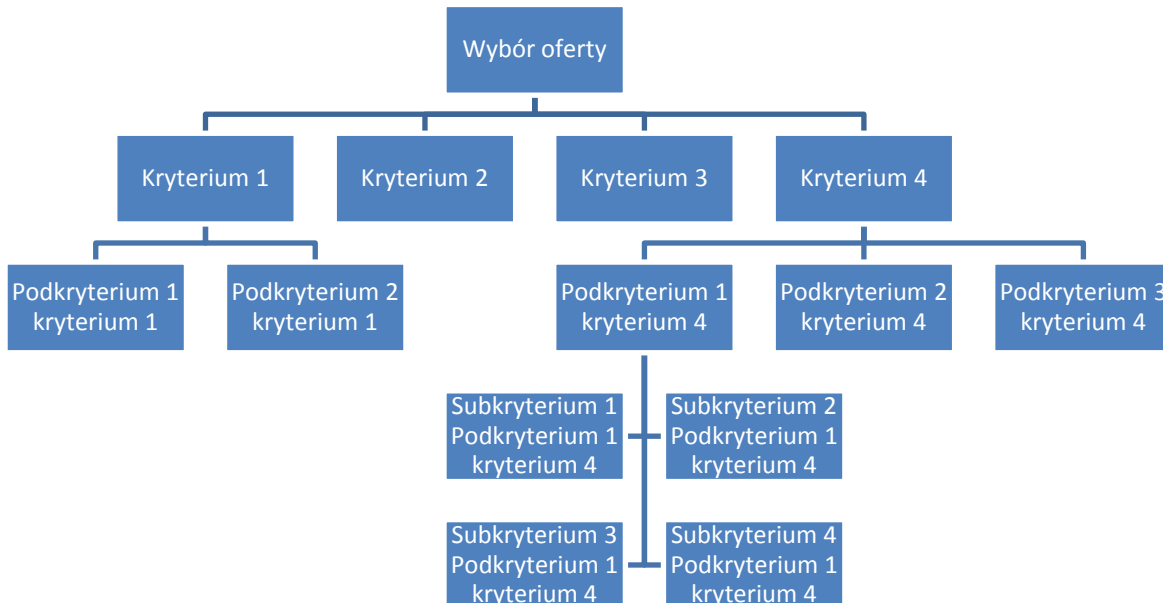 Wybór oferty
Kryterium 1
Kryterium 2
Kryterium 3
Kryterium 4
Podkryterium 1
kryterium 1
Podkryterium 2
kryterium 1
Podkryterium 1
kryterium 4
Podkryterium 2
kryterium 4
Podkryterium 3
kryterium 4
Subkryterium 1
Podkryterium 1
kryterium 4
Subkryterium 2
Podkryterium 1
kryterium 4
Subkryterium 3
Podkryterium 1
kryterium 4
Subkryterium 4
Podkryterium 1
kryterium 4